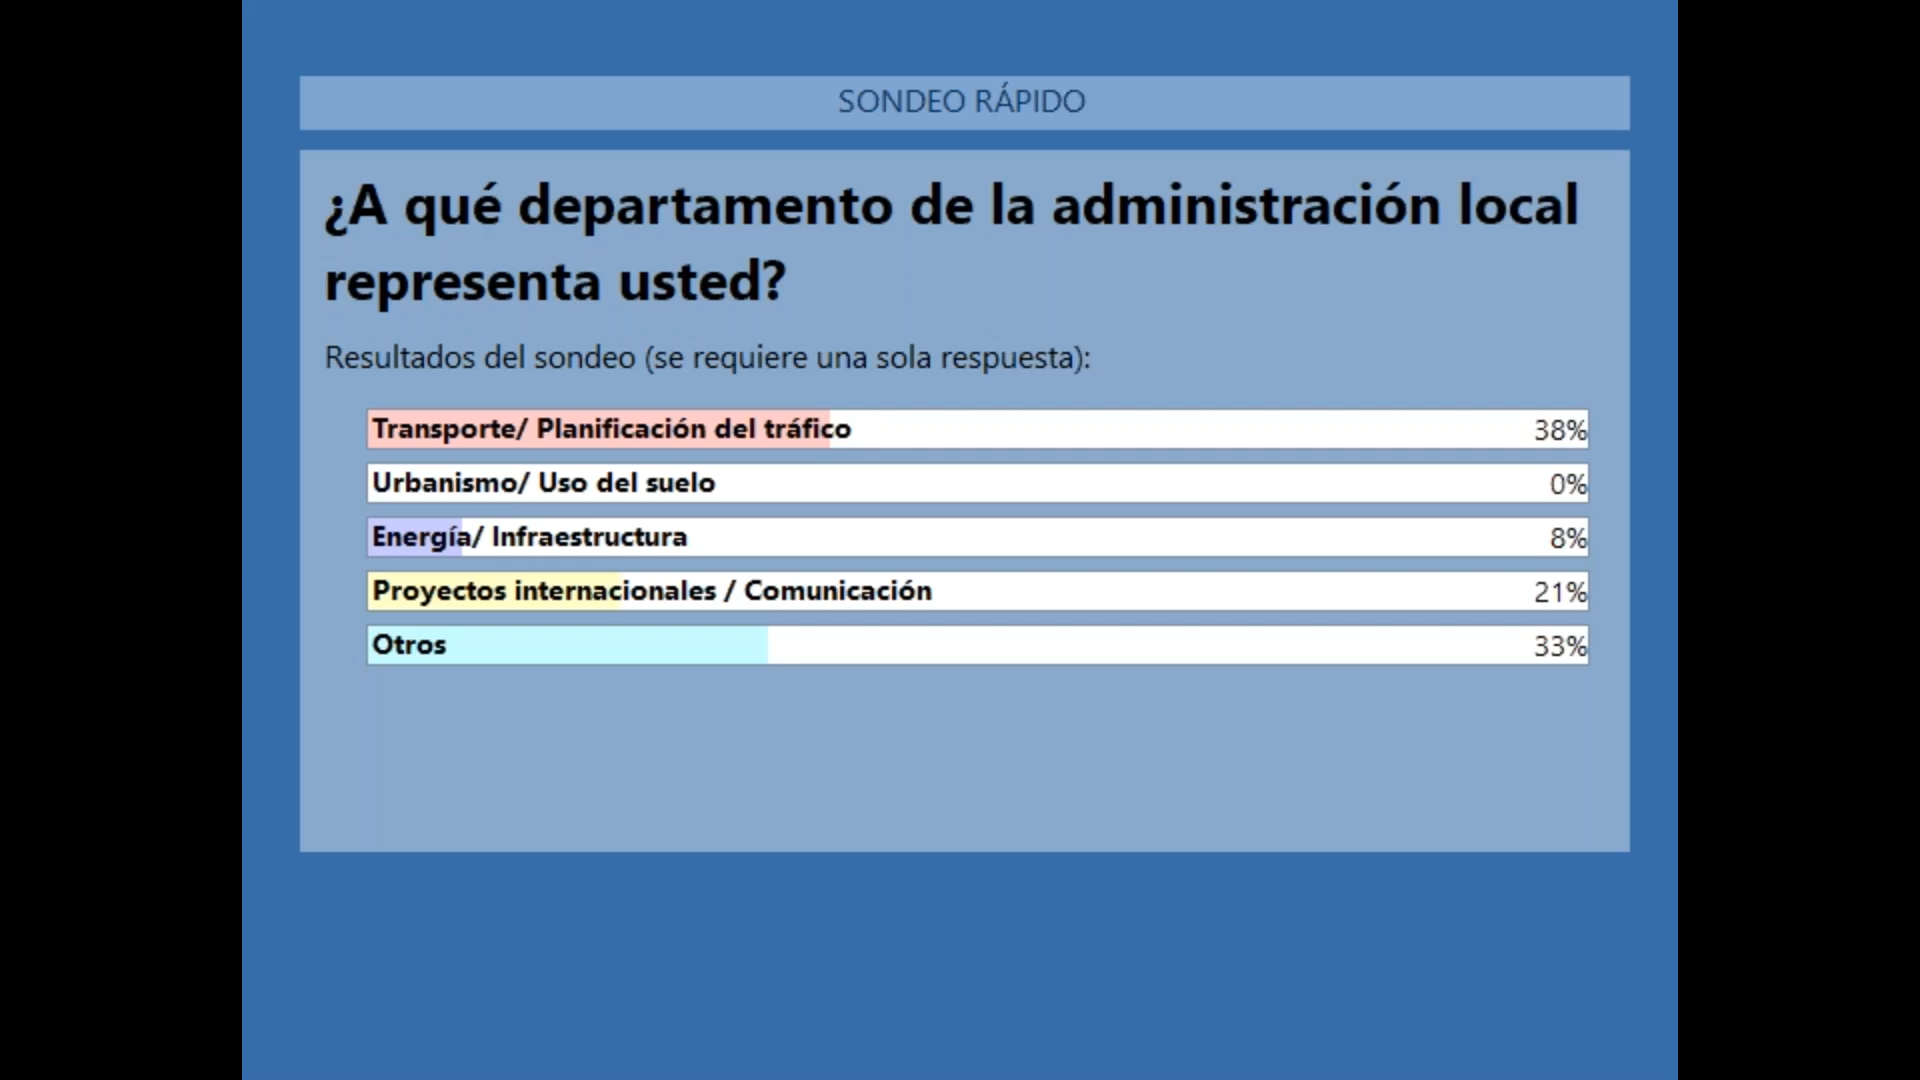 SONDEO RÁPIDO
¿A qué departamento de la administración local
representa usted?
Resultados del sondeo (se requiere una sola respuesta):
Transporte/ Planificación del tráfico 38%
Urbanismo/ Uso del suelo 0%
Energía/ Infraestructura 8%
Proyectos internacionales / Comunicación 21%
Otros 33%